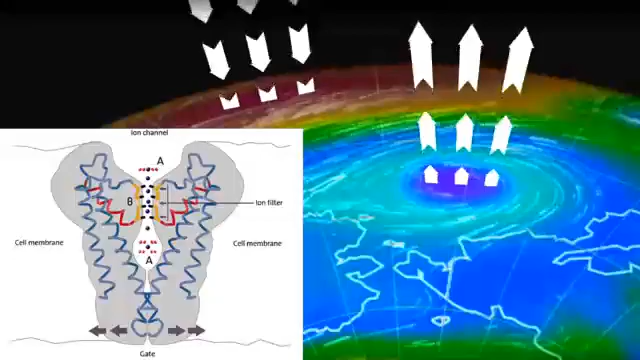 Ion channel
A
B
Ion filter
Cell membrane
Cell membrane
A
Gate